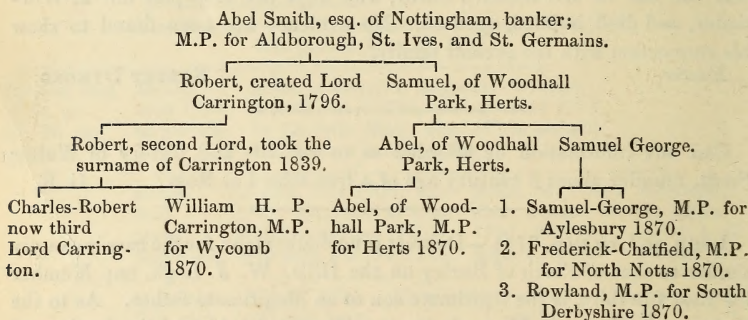 Abel Smith, esq. of Nottingham, banker;
M.P. for Aldborough, St. Ives, and St. Germains.
Robert, created Lord
Carrington, 1796.
Samuel, of Woodhall
Park, Herts.
Robert, second Lord, took the
surname of Carrington 1839.
Abel, of Woodhall
Park, Herts.
Samuel George.
Charles-Robert
now third
Lord Carring-
ton.
William H. P.
Carrington, M.P.
for Wycomb
1870.
Abel, of Wood-
hall Park, M.P.
for Herts 1870.
1. Samuel-George, M.P. for
Aylesbury 1870.
2. Frederick-Chatfield, M.P.
for North Notts 1870.
3. Rowland, M.P. for South
Derbyshire 1870.